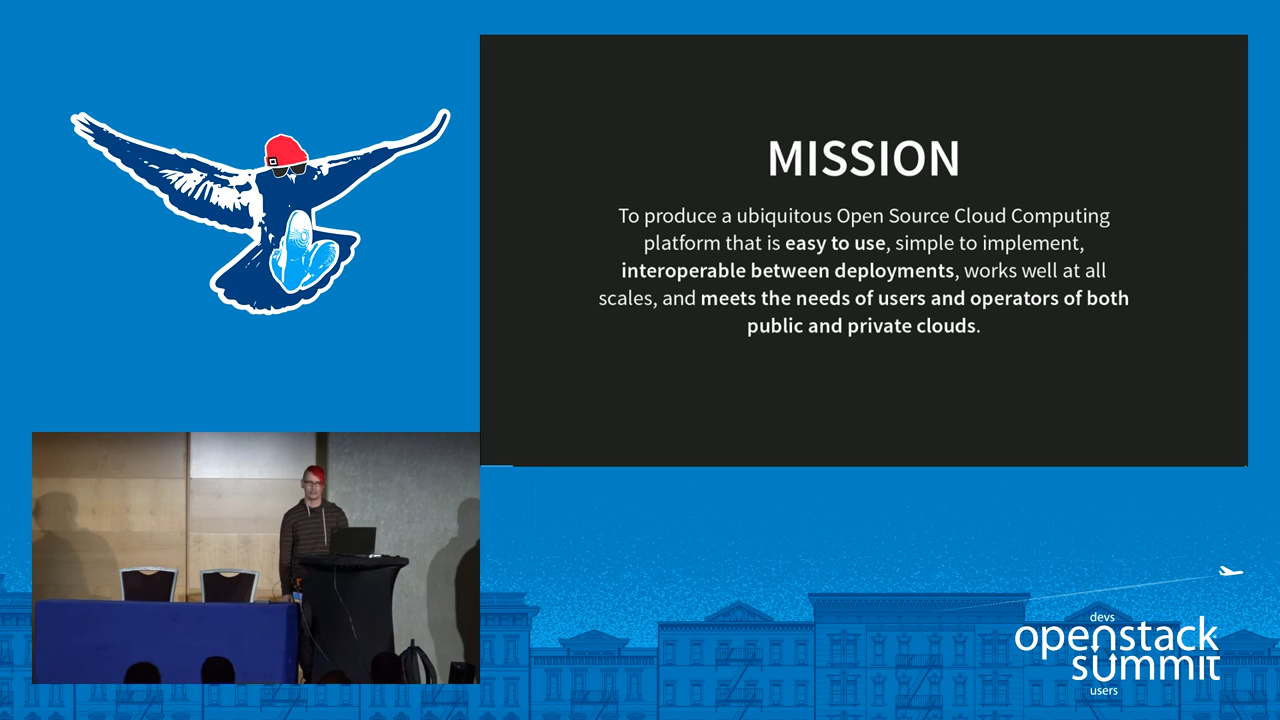 MISSION
To produce a ubiquitous Open Source Cloud Computing
platform that is easy to use, simple to implement,
interoperable between deployments, works well at all
scales, and meets the needs of users and operators of both
public and private clouds.
devs
openstack
summit
users